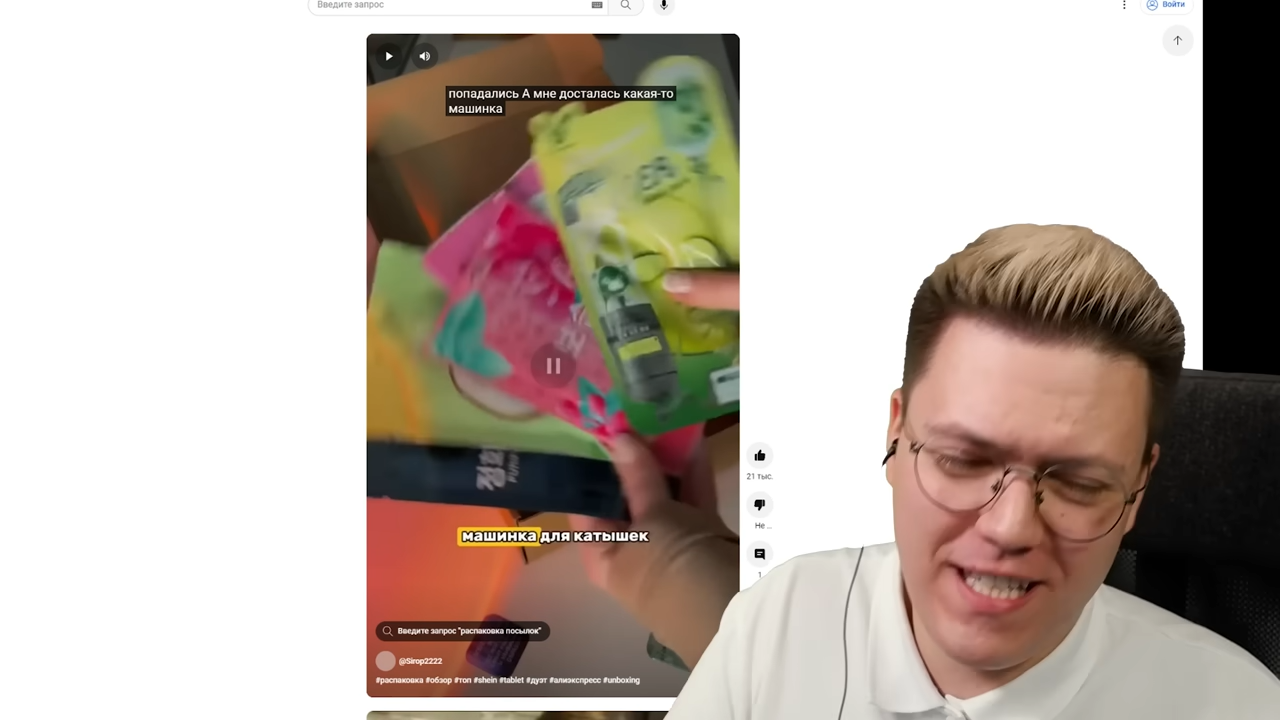 Введите запрос
Войти
попадались А мне досталась какая-то
машинка
21 тыс.
Не ...
1
машинка для катышек
Введите запрос "распаковка посылок"
@Sirop2222
#распаковка #обзор #топ #shein #tablet #дуэт #алиэкспресс #unboxing